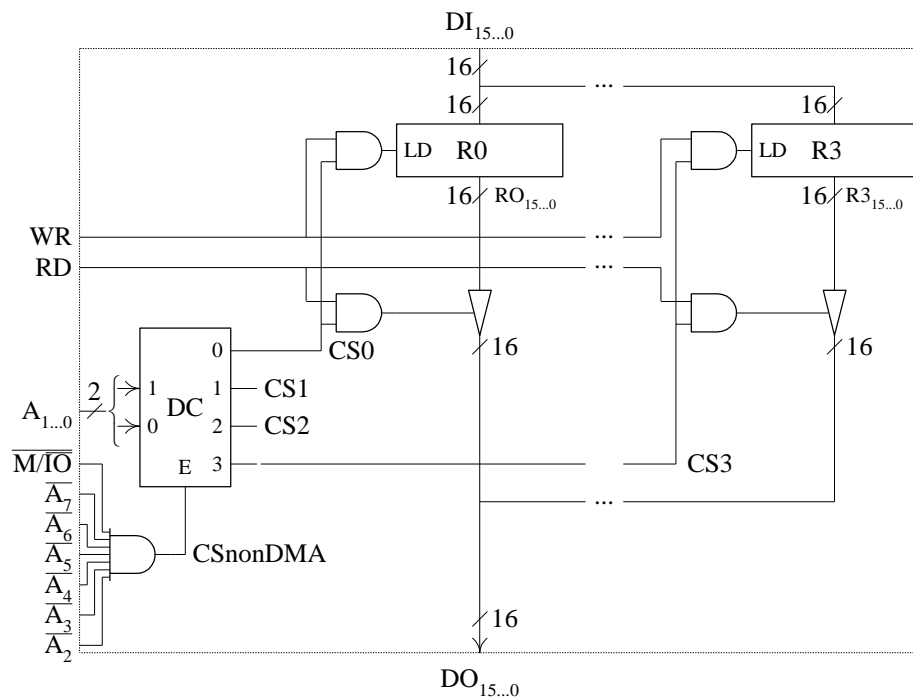 DI15...0
16
...
16
16
LD R0
LD R3
16 RO15...0
16 R315...0
WR
...
RD
...
0
CS0
16
16
2
1
1
CS1
A1...0
DC
0
2
CS2
M/IO
E
3
...
CS3
A7
...
A6
A5
CSnonDMA
A4
A3
16
A2
DO15...0